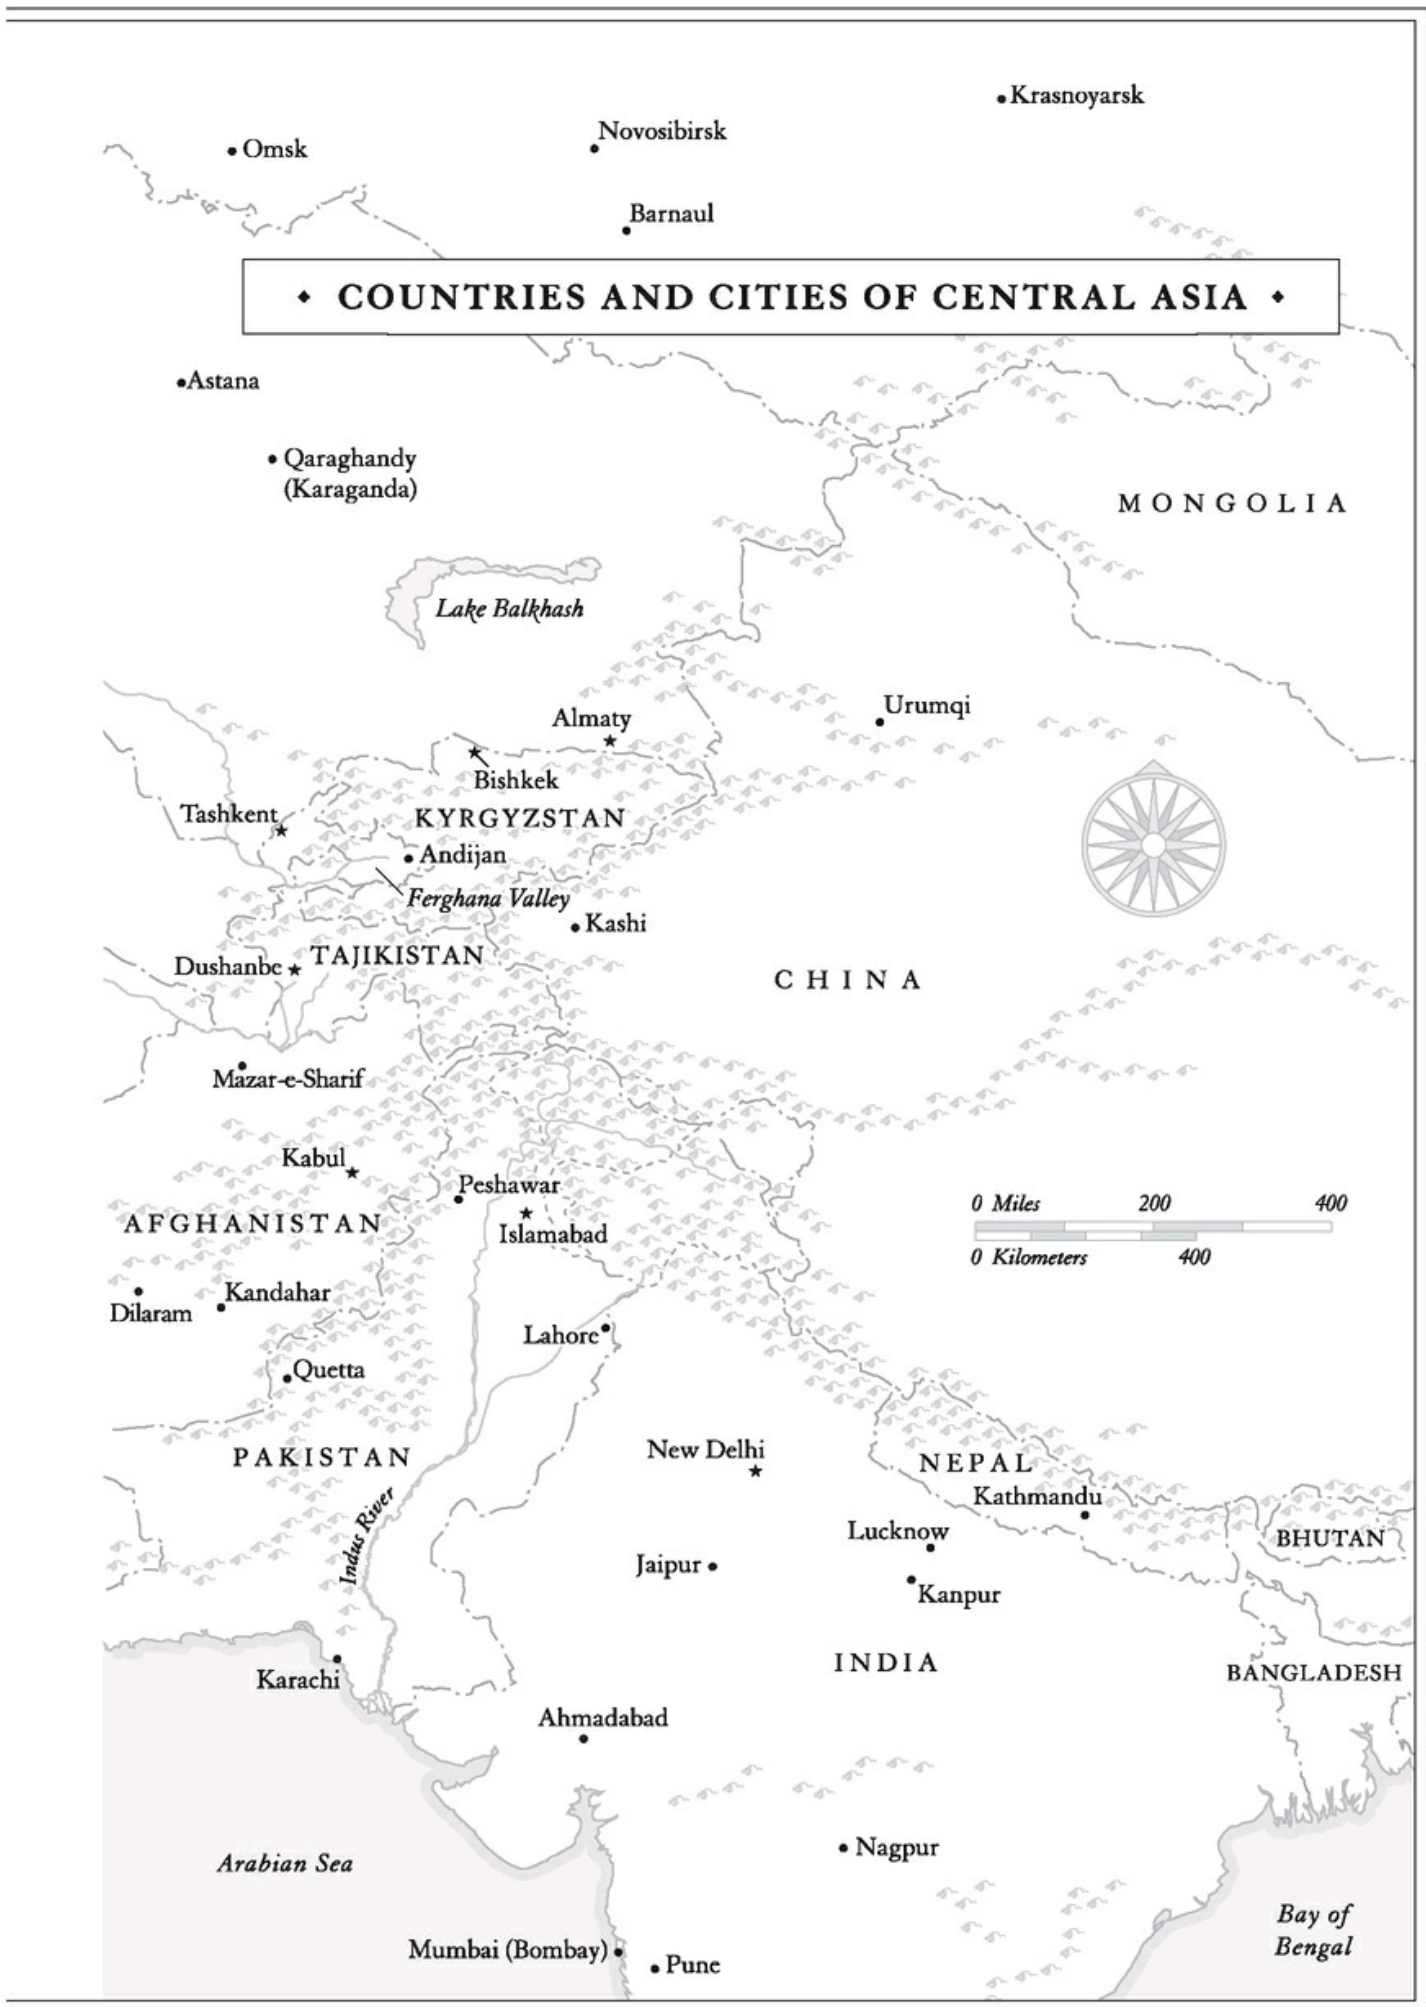 Krasnoyarsk
Novosibirsk
Omsk
Barnaul
COUNTRIES AND CITIES OF CENTRAL ASIA
Astana
Qaraghandy
(Karaganda)
MONGOLIA
Lake Balkhash
Urumqi
Almaty
Bishkek
Tashkent
KYRGYZSTAN
Andijan
Ferghana Valley
Kashi
TAJIKISTAN
Dushanbe
CHINA
Mazar-e-Sharif
Kabul
Peshawar
0 Miles 200 400
AFGHANISTAN
Islamabad
0 Kilometers 400
Kandahar
Dilaram
Lahore
Quetta
New Delhi
PAKISTAN
NEPAL
Kathmandu
Indus River
Lucknow
BHUTAN
Jaipur
Kanpur
INDIA
BANGLADESH
Karachi
Ahmadabad
Nagpur
Arabian Sea
Bay of
Bengal
Mumbai (Bombay)
Pune